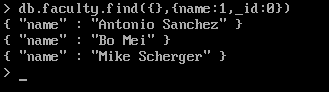 > db.faculty.find({},{name:1,_id:0})
{ "name" : "Antonio Sanchez" }
{ "name" : "Bo Mei" }
{ "name" : "Mike Scherger" }
> _